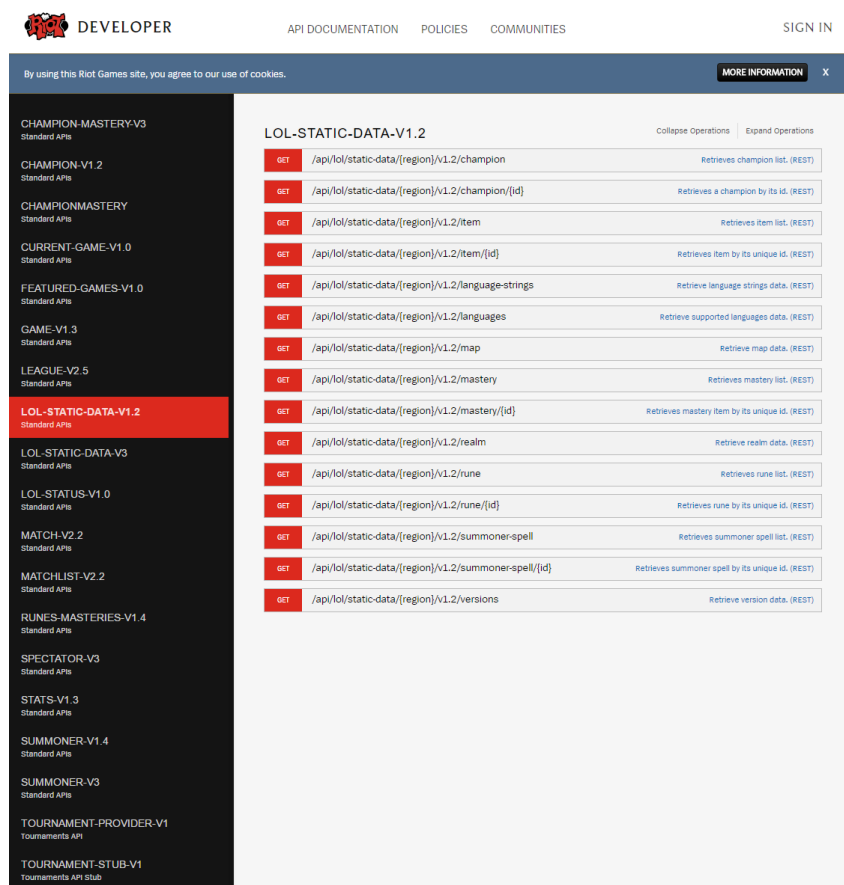 RIOT DEVELOPER
API DOCUMENTATION POLICIES COMMUNITIES
SIGN IN
By using this Riot Games site, you agree to our use of cookies.
MORE INFORMATION X
CHAMPION-MASTERY-V3
Standard APIs
CHAMPION-V1.2
Standard APIs
CHAMPIONMASTERY
Standard APIs
CURRENT-GAME-V1.0
Standard APIs
FEATURED-GAMES-V1.0
Standard APIs
GAME-V1.3
Standard APIs
LEAGUE-V2.5
Standard APIs
LOL-STATIC-DATA-V1.2
Standard APIs
LOL-STATIC-DATA-V3
Standard APIs
LOL-STATUS-V1.0
Standard APIs
MATCH-V2.2
Standard APIs
MATCHLIST-V2.2
Standard APIs
RUNES-MASTERIES-V1.4
Standard APIs
SPECTATOR-V3
Standard APIs
STATS-V1.3
Standard APIs
SUMMONER-V1.4
Standard APIs
SUMMONER-V3
Standard APIs
TOURNAMENT-PROVIDER-V1
Tournaments API
TOURNAMENT-STUB-V1
Tournaments API Stub
LOL-STATIC-DATA-V1.2
Collapse Operations Expand Operations
GET /api/lol/static-data/{region}/v1.2/champion Retrieves champion list. (REST)
GET /api/lol/static-data/{region}/v1.2/champion/{id} Retrieves a champion by its id. (REST)
GET /api/lol/static-data/{region}/v1.2/item Retrieves item list. (REST)
GET /api/lol/static-data/{region}/v1.2/item/{id} Retrieves item by its unique id. (REST)
GET /api/lol/static-data/{region}/v1.2/language-strings Retrieve language strings data. (REST)
GET /api/lol/static-data/{region}/v1.2/languages Retrieve supported languages data. (REST)
GET /api/lol/static-data/{region}/v1.2/map Retrieve map data. (REST)
GET /api/lol/static-data/{region}/v1.2/mastery Retrieves mastery list. (REST)
GET /api/lol/static-data/{region}/v1.2/mastery/{id} Retrieves mastery item by its unique id. (REST)
GET /api/lol/static-data/{region}/v1.2/realm Retrieve realm data. (REST)
GET /api/lol/static-data/{region}/v1.2/rune Retrieves rune list. (REST)
GET /api/lol/static-data/{region}/v1.2/rune/{id} Retrieves rune by its unique id. (REST)
GET /api/lol/static-data/{region}/v1.2/summoner-spell Retrieves summoner spell list. (REST)
GET /api/lol/static-data/{region}/v1.2/summoner-spell/{id} Retrieves summoner spell by its unique id. (REST)
GET /api/lol/static-data/{region}/v1.2/versions Retrieve version data. (REST)